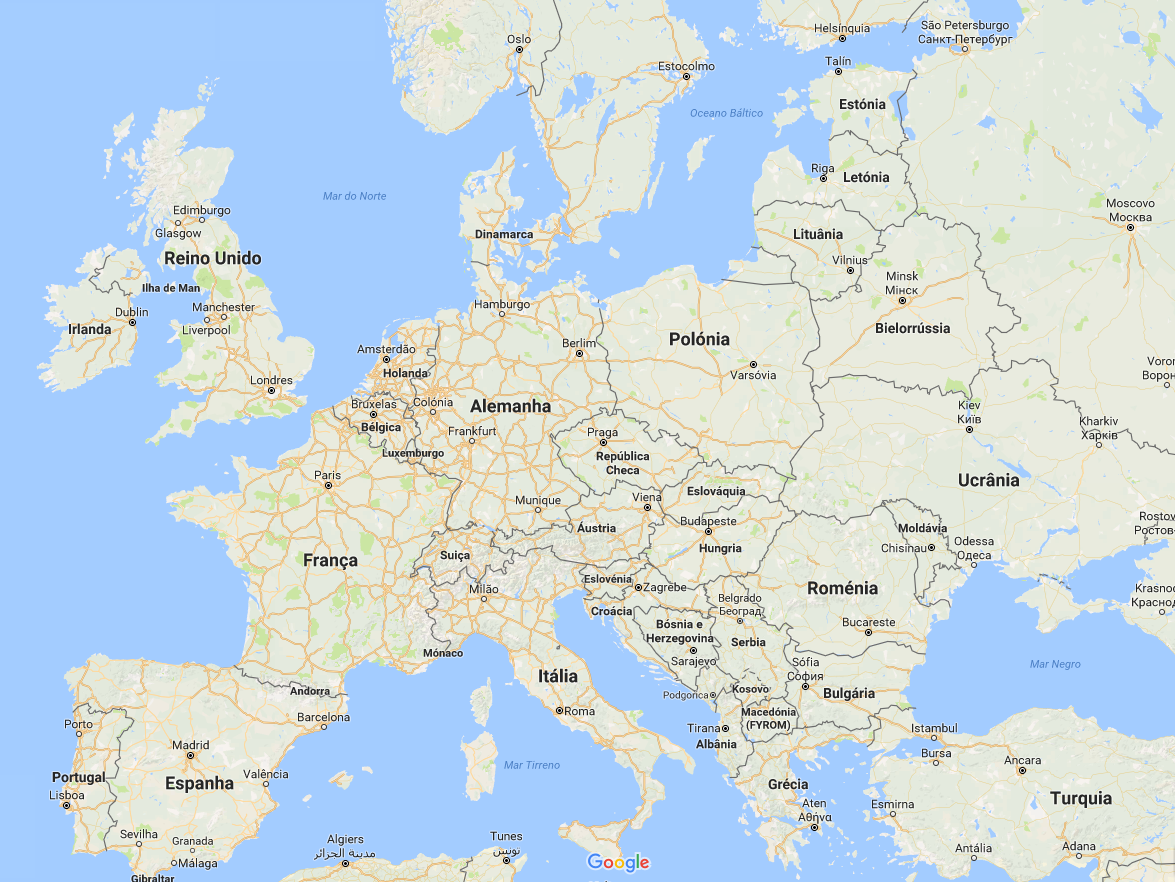 Oslo
Helsínquia
São Petersburgo
Санкт-Петербург
Estocolmo
Talín
Estónia
Oceano Báltico
Riga
Letónia
Mar do Norte
Edimburgo
Glasgow
Moscovo
Москва
Dinamarca
Lituânia
Reino Unido
Vilnius
Minsk
Мінск
Ilha de Man
Hamburgo
Manchester
Dublin
Irlanda
Liverpool
Bielorrússia
Polónia
Berlim
Amsterdão
Holanda
Varsóvia
Voron
Ворон
Londres
Bruxelas
Colónia
Alemanha
Kiev
Київ
Bélgica
Frankfurt
Kharkiv
Харків
Praga
Luxemburgo
República
Checa
Paris
Ucrânia
Eslováquia
Munique
Viena
Áustria
Budapeste
Moldávia
Rostov
Ростов-
Hungria
Chisinau
Odessa
Одеса
Suiça
França
Eslovénia
Zagrebe
Milão
Roménia
Krasno
Краснод
Belgrado
Београд
Croácia
Bósnia e
Herzegovina
Bucareste
Serbia
Mónaco
Sarajevo
Sófia
София
Mar Negro
Itália
Andorra
Kosovo
Podgorica
Bulgária
Roma
Macedónia
(FYROM)
Barcelona
Porto
Tirana
Albânia
Istambul
Madrid
Bursa
Mar Tirreno
Ancara
Portugal
Espanha
Valência
Grécia
Lisboa
Turquia
Aten
Αθήνα
Esmirna
Sevilha
Granada
Algiers
مدينة الجزائر
Tunes
تونس
Málaga
Antália
Adana
Google
Gibraltar